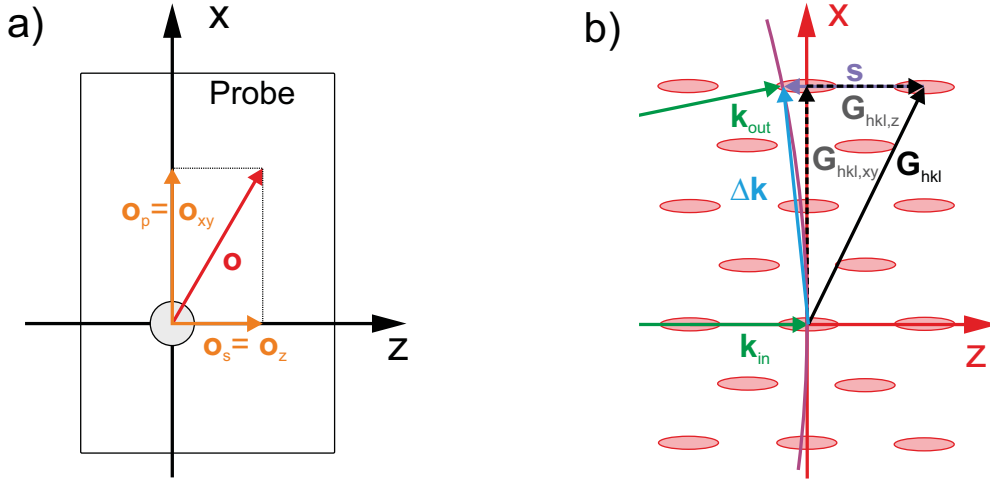 a)
x
Probe
o_p = o_xy
o
o_s = o_z
z
b)
x
s
k_out
G_hkl,z
G_hkl,xy
G_hkl
Δk
k_in
z